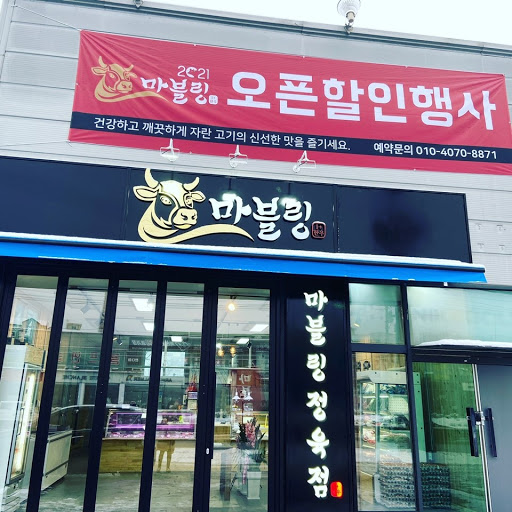 2021
마블링
오픈할인행사
건강하고 깨끗하게 자란 고기의 신선한 맛을 즐기세요.
예약문의 010-4070-8871
마블링
마블링정육점